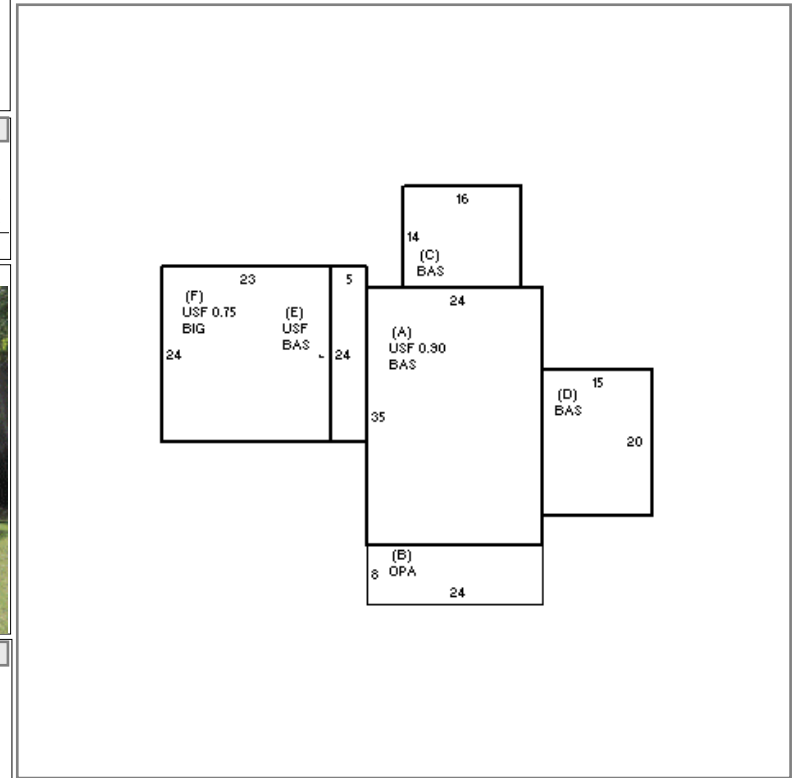 16
14
(C)
BAS
23
5
(F)
USF 0.75
BIG
(E)
USF
BAS
24
24
24
(A)
USF 0.90
BAS
35
15
(D)
BAS
20
(B)
OPA
8
24